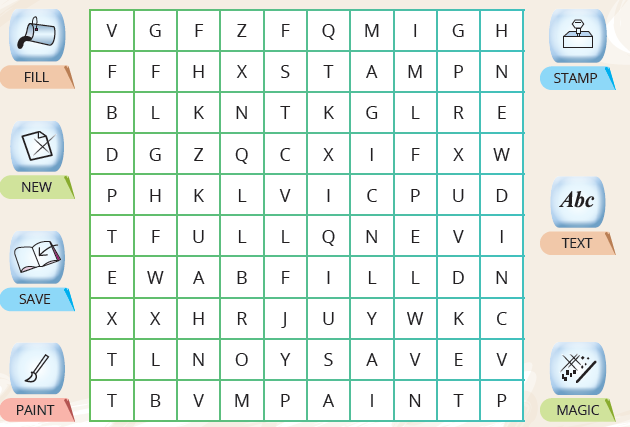 V G F Z F Q M I G H
F F H X S T A M P N
B L K N T K G L R E
D G Z Q C X I F X W
P H K L V I C P U D
T F U L L Q N E V I
E W A B F I L L D N
X X H R J U Y W K C
T L N O Y S A V E V
T B V M P A I N T P
FILL
NEW
SAVE
PAINT
STAMP
Abc
TEXT
MAGIC